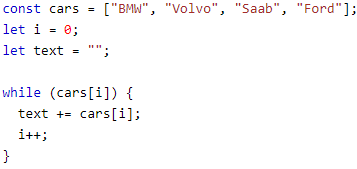 const cars = ["BMW", "Volvo", "Saab", "Ford"];
let i = 0;
let text = "";

while (cars[i]) {
  text += cars[i];
  i++;
}